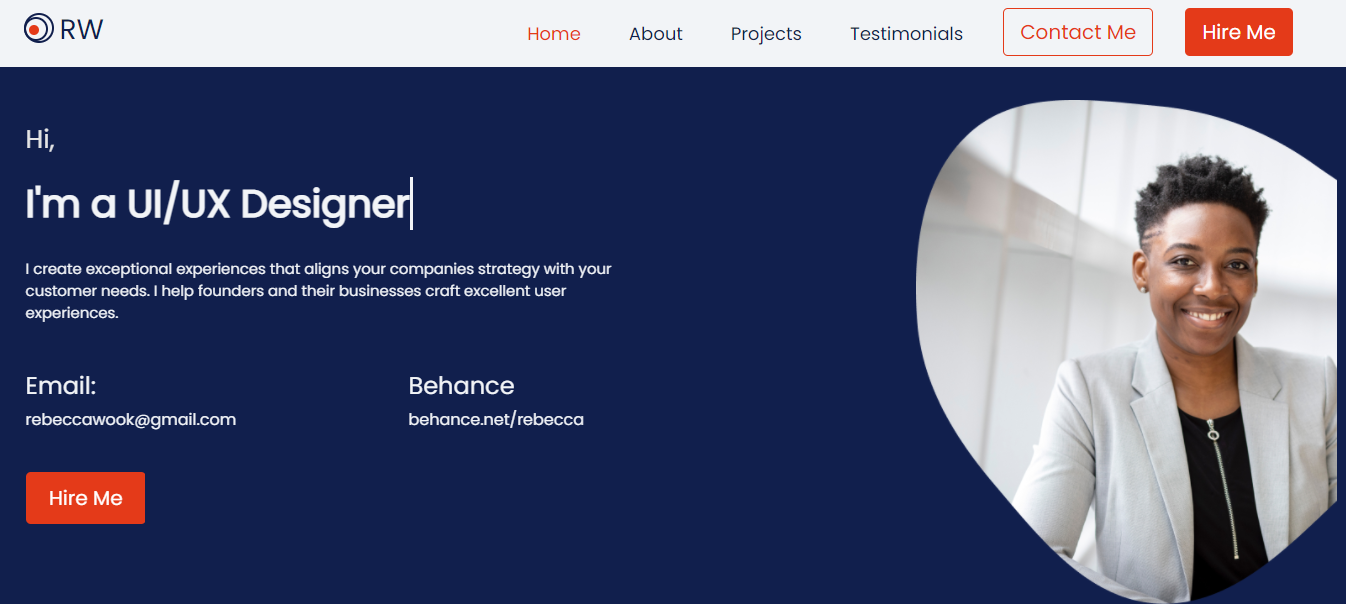 RW
Home About Projects Testimonials Contact Me Hire Me
Hi,
I'm a UI/UX Designer
I create exceptional experiences that aligns your companies strategy with your
customer needs. I help founders and their businesses craft excellent user
experiences.
Email: Behance
rebeccawook@gmail.com behance.net/rebecca
Hire Me